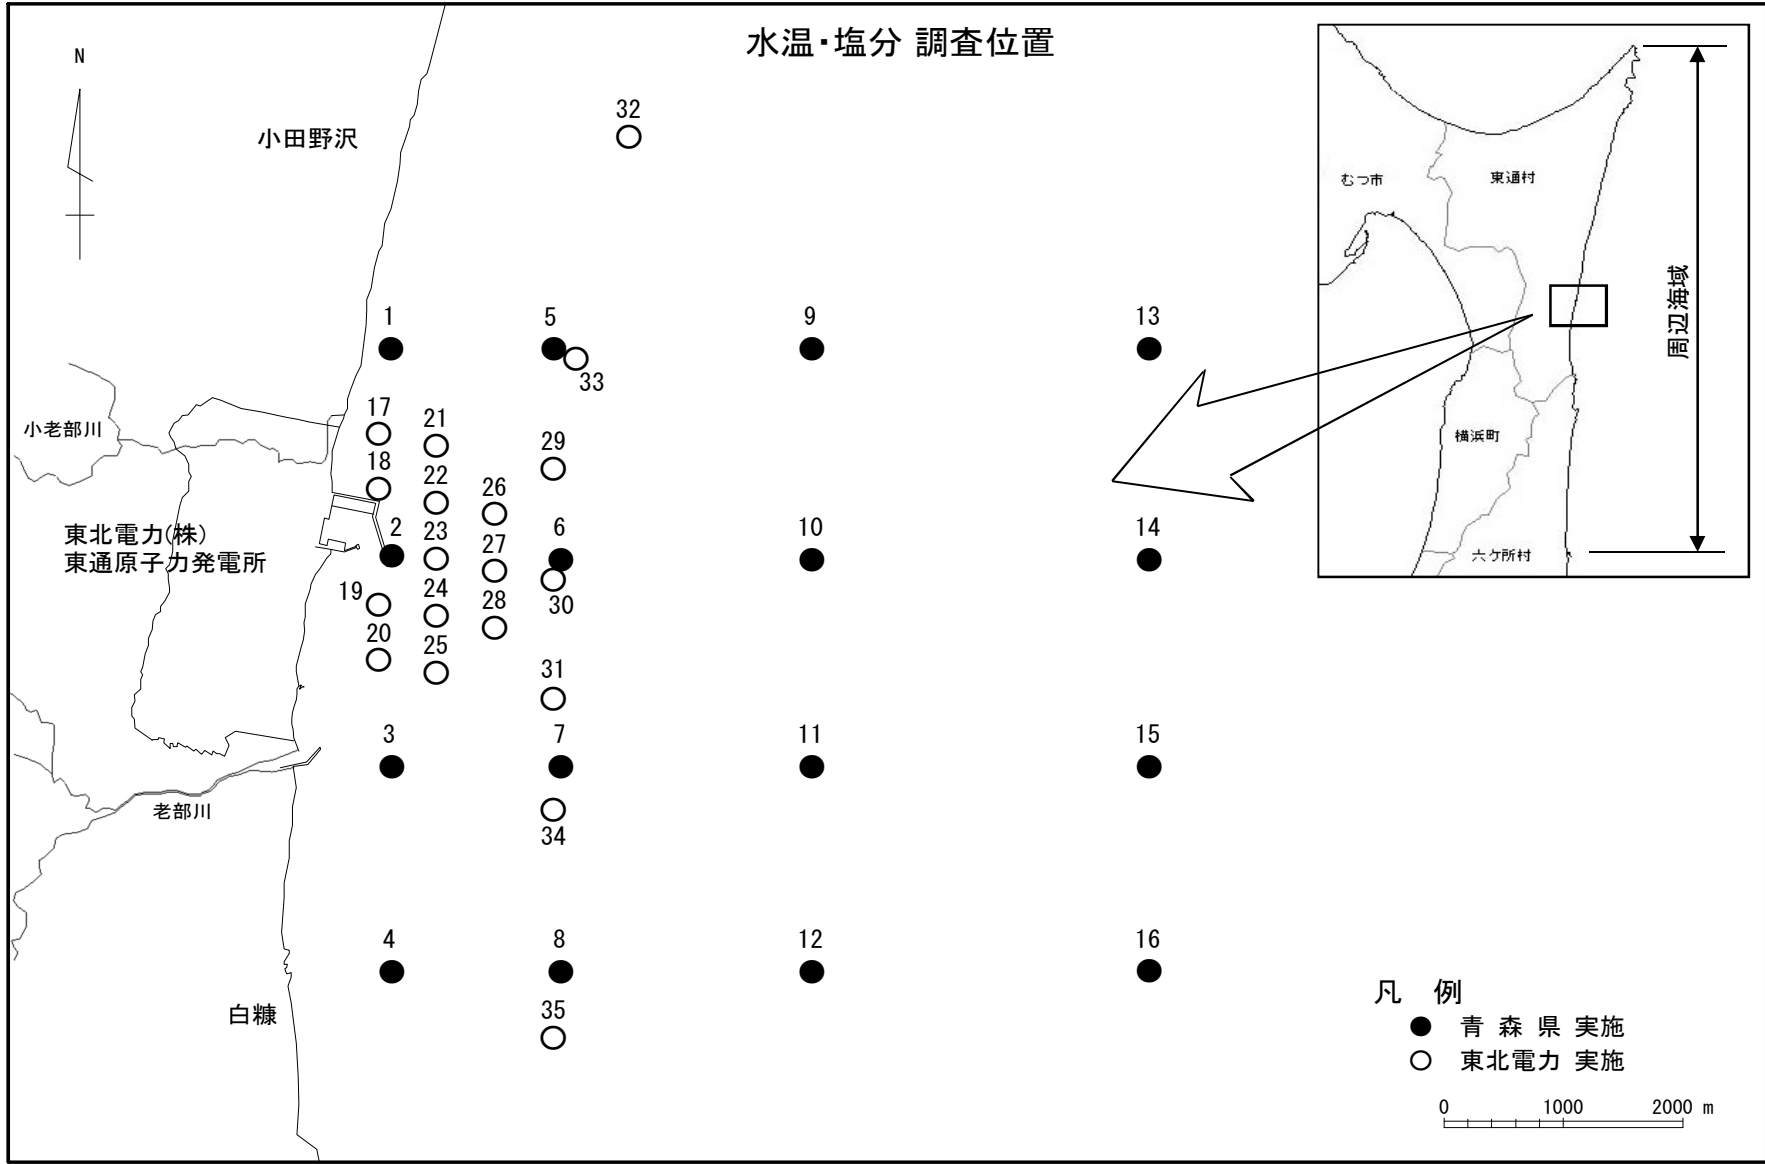 水温・塩分 調査位置
N
小田野沢
32
むつ市
東通村
周辺海域
横浜町
六ケ所村
1
5
9
13
33
17
21
小老部川
18
22
29
26
東北電力(株)
東通原子力発電所
2
23
27
6
10
14
19
24
28
30
20
25
31
3
7
11
15
老部川
34
4
8
12
16
白糠
35
凡 例
● 青 森 県 実施
○ 東北電力 実施
0 1000 2000 m